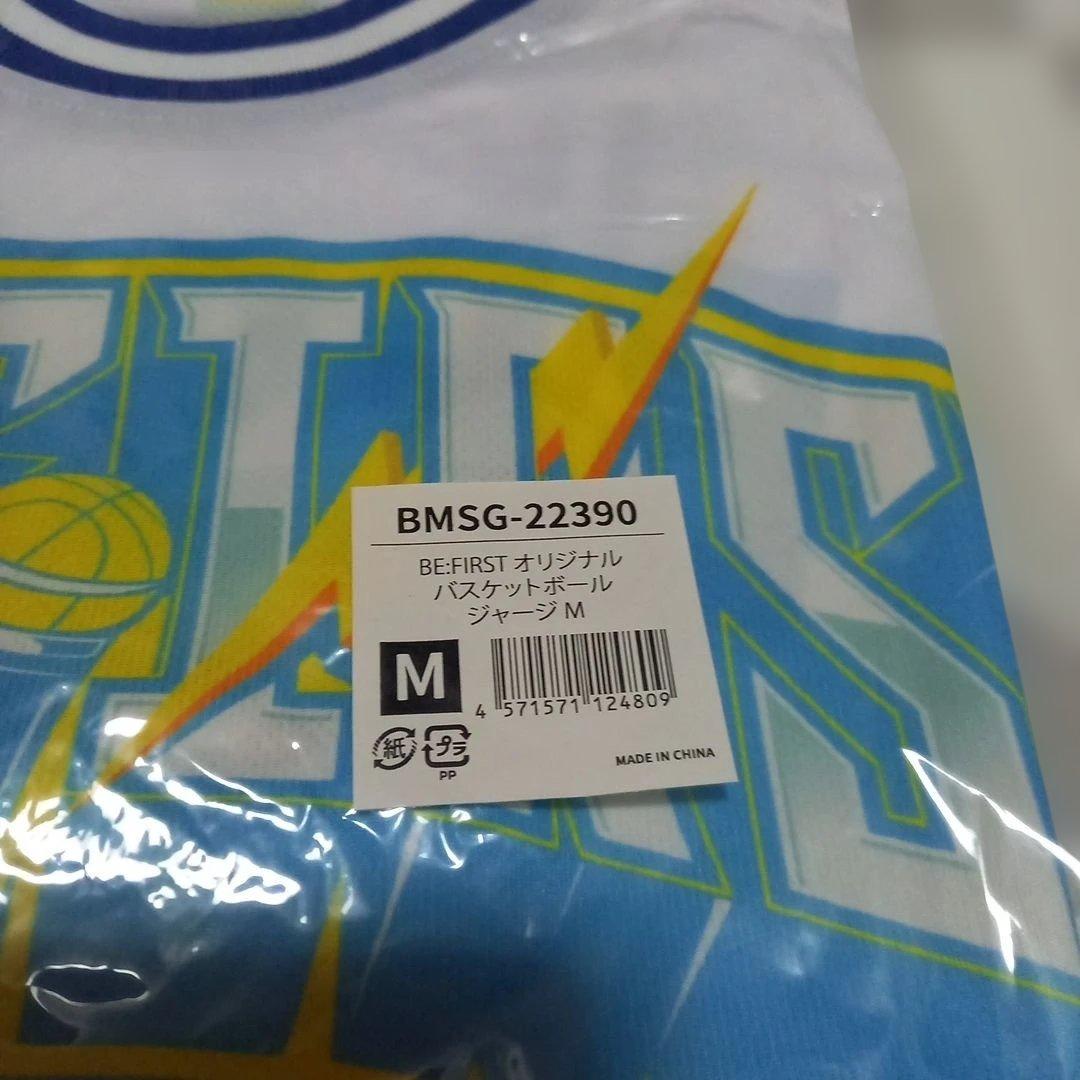 BMSG-22390
BE:FIRST オリジナル
バスケットボール
ジャージ M
M
4 571571 124809
紙
プラ
PP
MADE IN CHINA